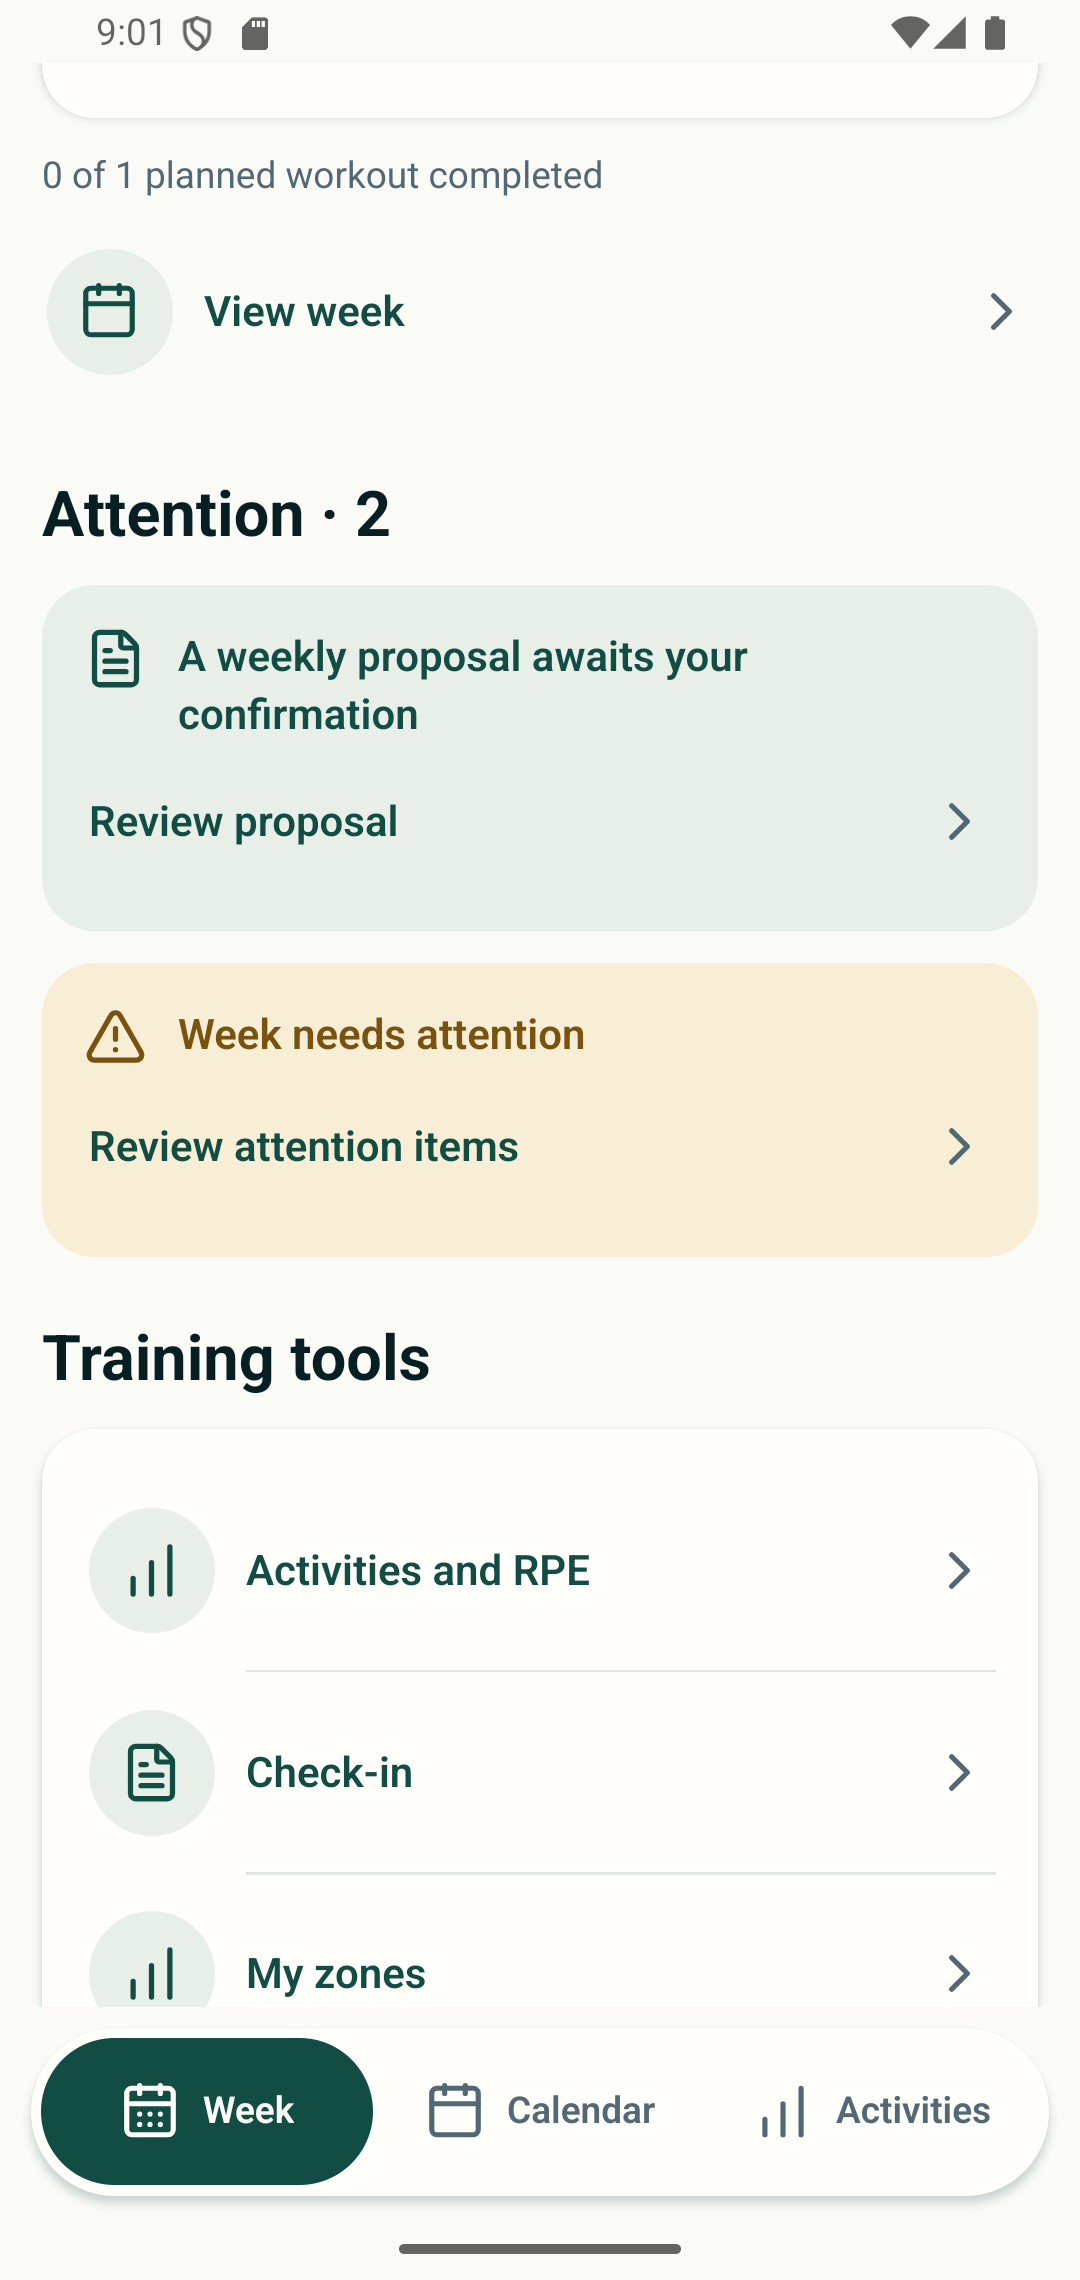 9:01
0 of 1 planned workout completed
View week
Attention · 2
A weekly proposal awaits your
confirmation
Review proposal
Week needs attention
Review attention items
Training tools
Activities and RPE
Check-in
My zones
Week
Calendar
Activities